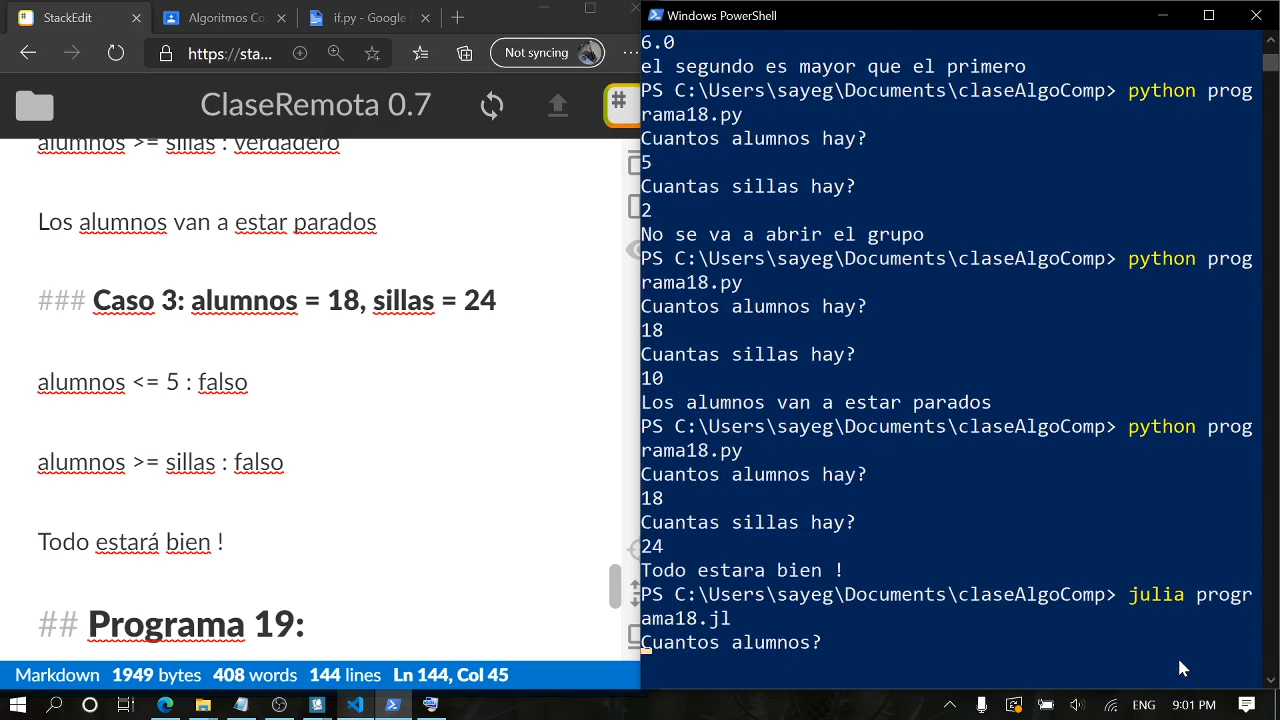 StackEdit
Algoritmos Co
if.py - Google
https://sta...
Not syncing
ClaseRemota 0.7
#
alumnos >= sillas : verdadero
Los alumnos van a estar parados
### Caso 3: alumnos = 18, sillas = 24
alumnos <= 5 : falso
alumnos >= sillas : falso
Todo estará bien !
## Programa 19:
Markdown 1949 bytes 408 words 144 lines Ln 144, Col 45
Windows PowerShell
6.0
el segundo es mayor que el primero
PS C:\Users\sayeg\Documents\claseAlgoComp> python prog
rama18.py
Cuantos alumnos hay?
5
Cuantas sillas hay?
2
No se va a abrir el grupo
PS C:\Users\sayeg\Documents\claseAlgoComp> python prog
rama18.py
Cuantos alumnos hay?
18
Cuantas sillas hay?
10
Los alumnos van a estar parados
PS C:\Users\sayeg\Documents\claseAlgoComp> python prog
rama18.py
Cuantos alumnos hay?
18
Cuantas sillas hay?
24
Todo estara bien !
PS C:\Users\sayeg\Documents\claseAlgoComp> julia progr
ama18.jl
Cuantos alumnos?
ENG 9:01 PM